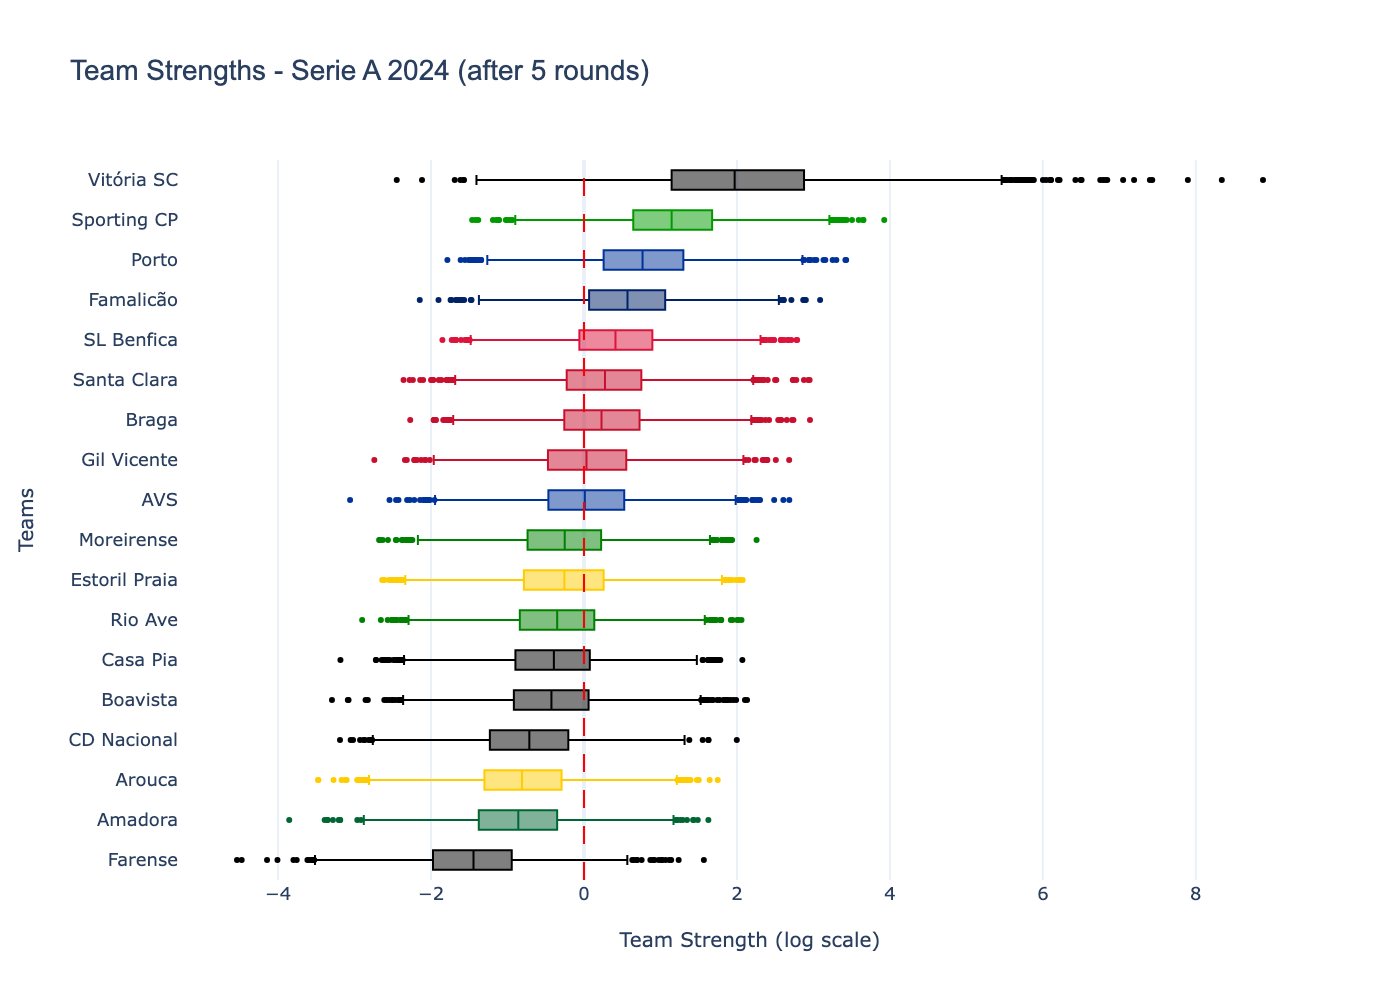 Team Strengths - Serie A 2024 (after 5 rounds)
Teams
Vitória SC
Sporting CP
Porto
Famalicão
SL Benfica
Santa Clara
Braga
Gil Vicente
AVS
Moreirense
Estoril Praia
Rio Ave
Casa Pia
Boavista
CD Nacional
Arouca
Amadora
Farense
−4 −2 0 2 4 6 8
Team Strength (log scale)